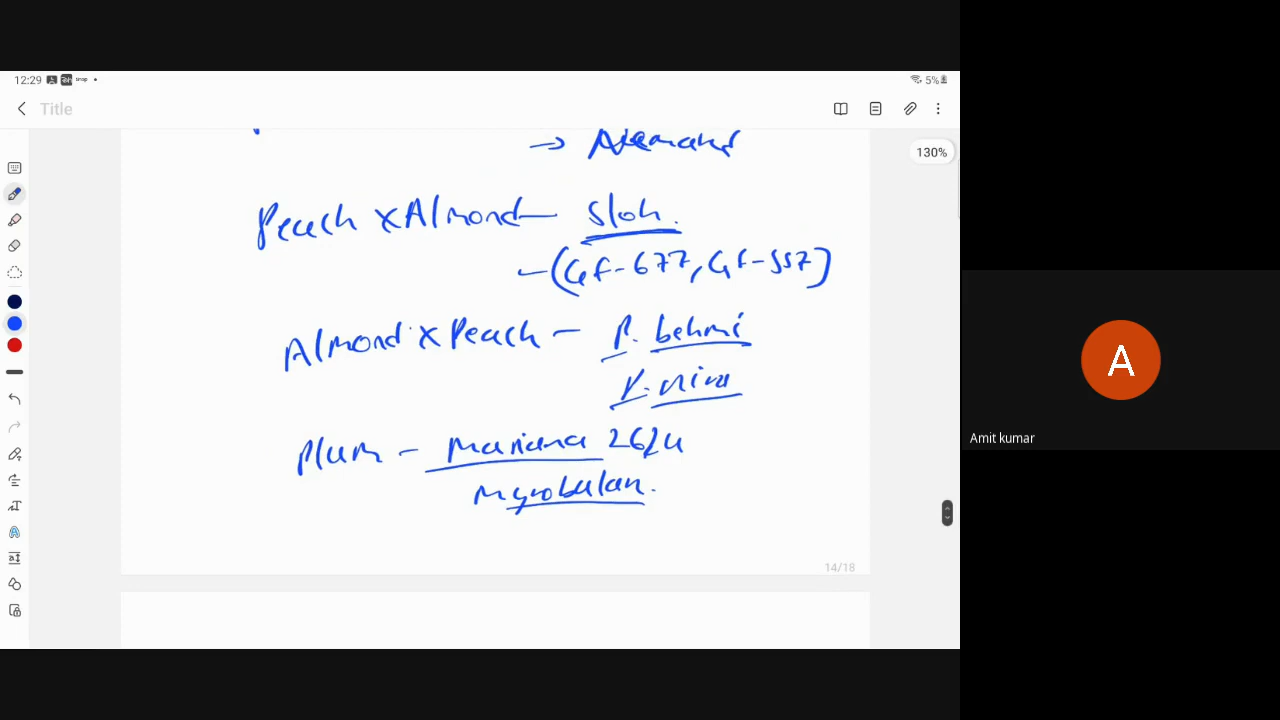 12:29
5%
Title
130%
→
Peach x Almond — sloh.
— (GF-677, GF-557)
Almond x Peach — P. behmi
P. mira
Plum — Mariana 2624
Myrobalan.
14/18
A
Amit kumar